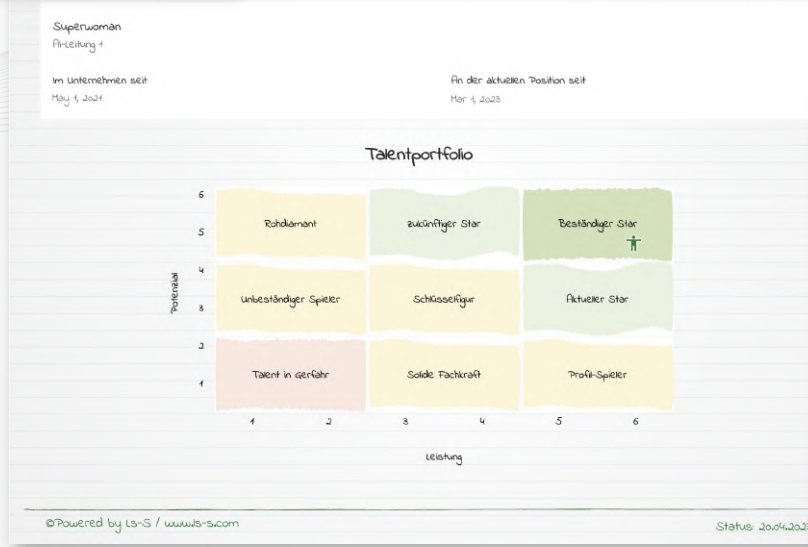 Superwoman
AI-Leitung 1
Im Unternehmen seit
An der aktuellen Position seit
May 1, 2021
Mar 1, 2023
Talentportfolio
6
Rohdiamant
zukünftiger Star
Beständiger Star
5
4
Unbeständiger Spieler
Schlüsselfigur
Aktueller Star
3
Potenzial
2
Talent in Gerfahr
Solide Fachkraft
Profil-Spieler
1
1
2
3
4
5
6
Leistung
©Powered by LS-S / www.ls-s.com
Status: 20.04.202